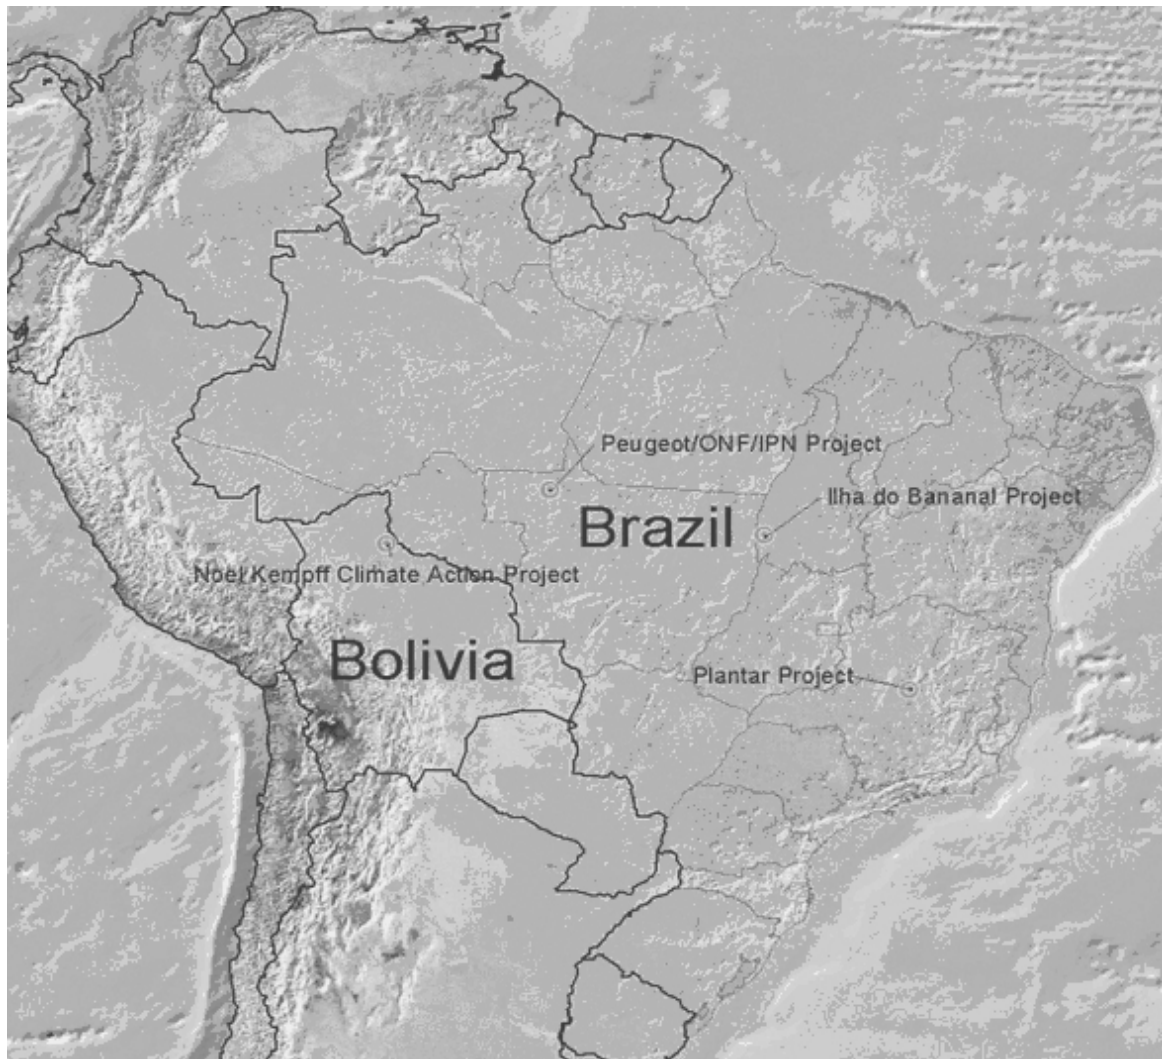 Peugeot/ONF/IPN Project
Ilha do Bananal Project
Brazil
Noel Kempff Climate Action Project
Bolivia
Plantar Project